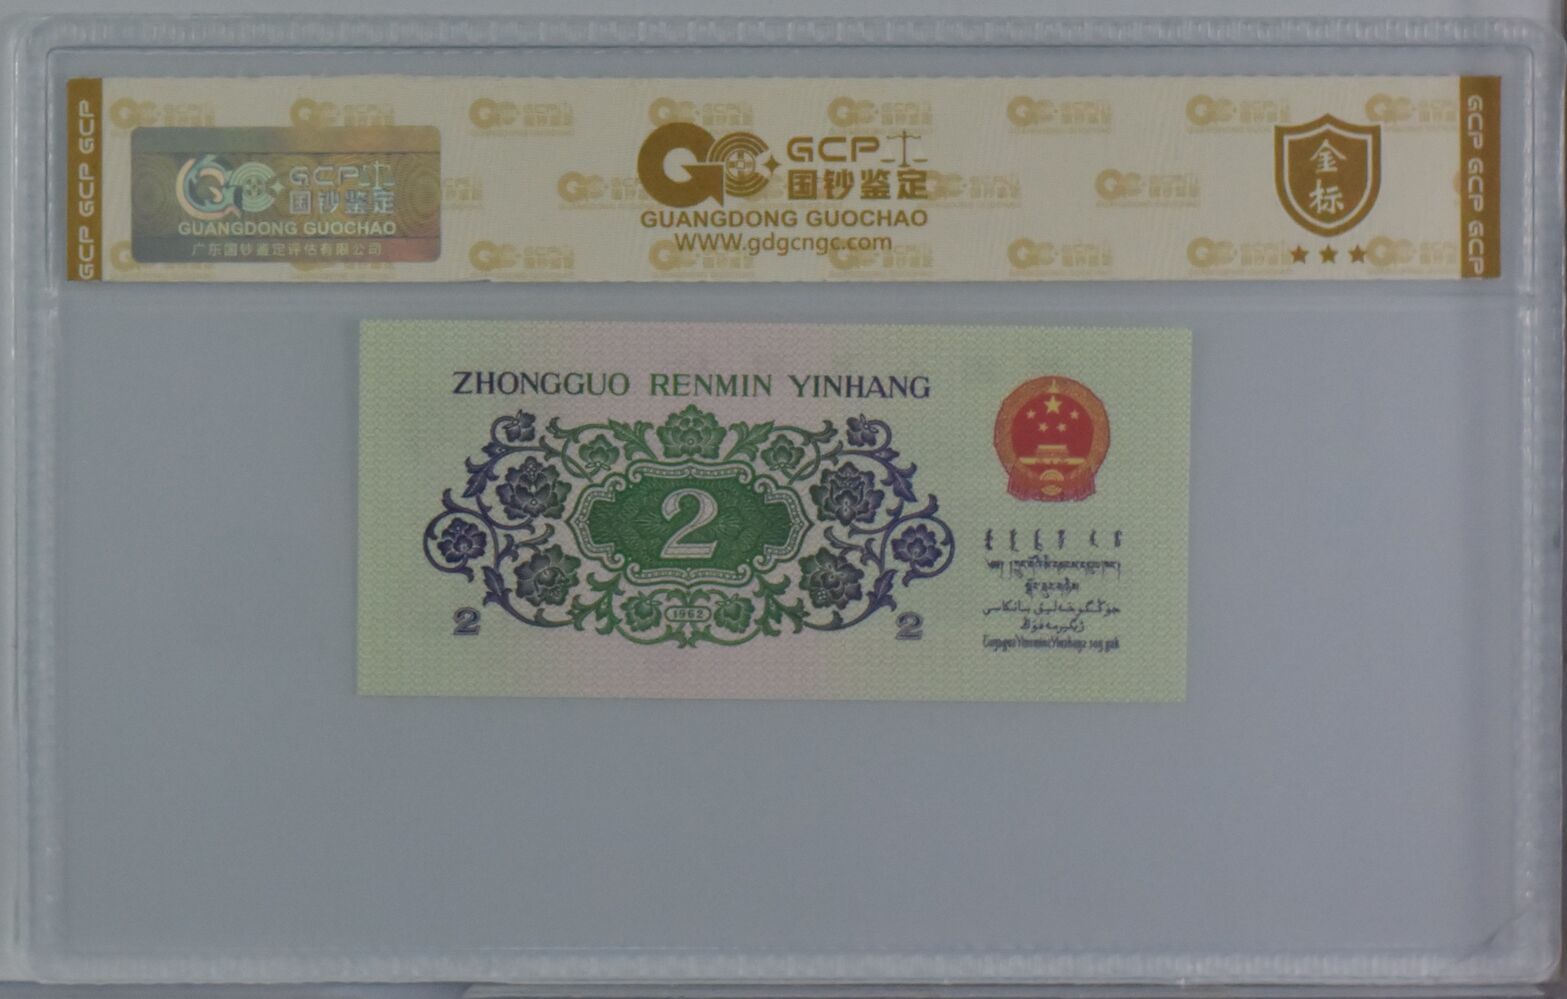 GCP GCP GCP
GCP
国钞鉴定
GUANGDONG GUOCHAO
广东国钞鉴定评估有限公司
GCP
国钞鉴定
GUANGDONG GUOCHAO
WWW.gdgcngc.com
金
标
GCP GCP GCP
ZHONGGUO RENMIN YINHANG
2
1962
2
2